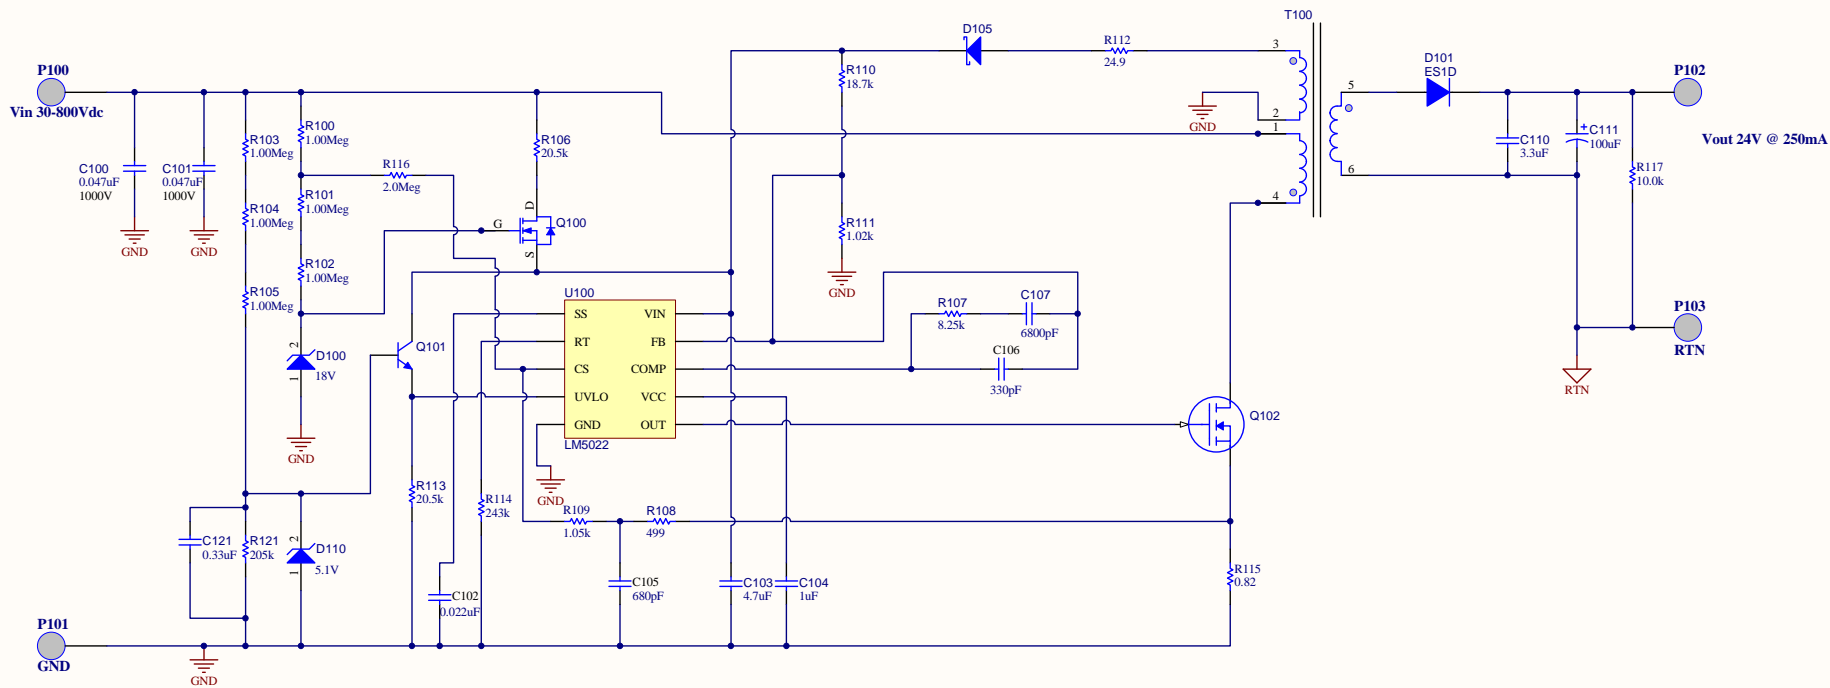 T100
D105
R112
24.9
3
P100
Vin 30-800Vdc
R110
18.7k
D101
ES1D
5
P102
GND
2
1
R103
1.00Meg
R100
1.00Meg
R106
20.5k
C110
3.3uF
+
C111
100uF
Vout 24V @ 250mA
C100
0.047uF
1000V
C101
0.047uF
1000V
R116
2.0Meg
6
R117
10.0k
R104
1.00Meg
R101
1.00Meg
D
G
S
Q100
4
R111
1.02k
GND
GND
R105
1.00Meg
R102
1.00Meg
GND
U100
SS
RT
CS
UVLO
GND
VIN
FB
COMP
VCC
OUT
LM5022
R107
8.25k
C107
6800pF
C106
330pF
P103
RTN
RTN
2
D100
1
18V
Q101
Q102
GND
GND
R113
20.5k
R114
243k
R109
1.05k
R108
499
C121
0.33uF
R121
205k
2
D110
1
5.1V
C102
0.022uF
C105
680pF
C103
4.7uF
C104
1uF
R115
0.82
P101
GND
GND